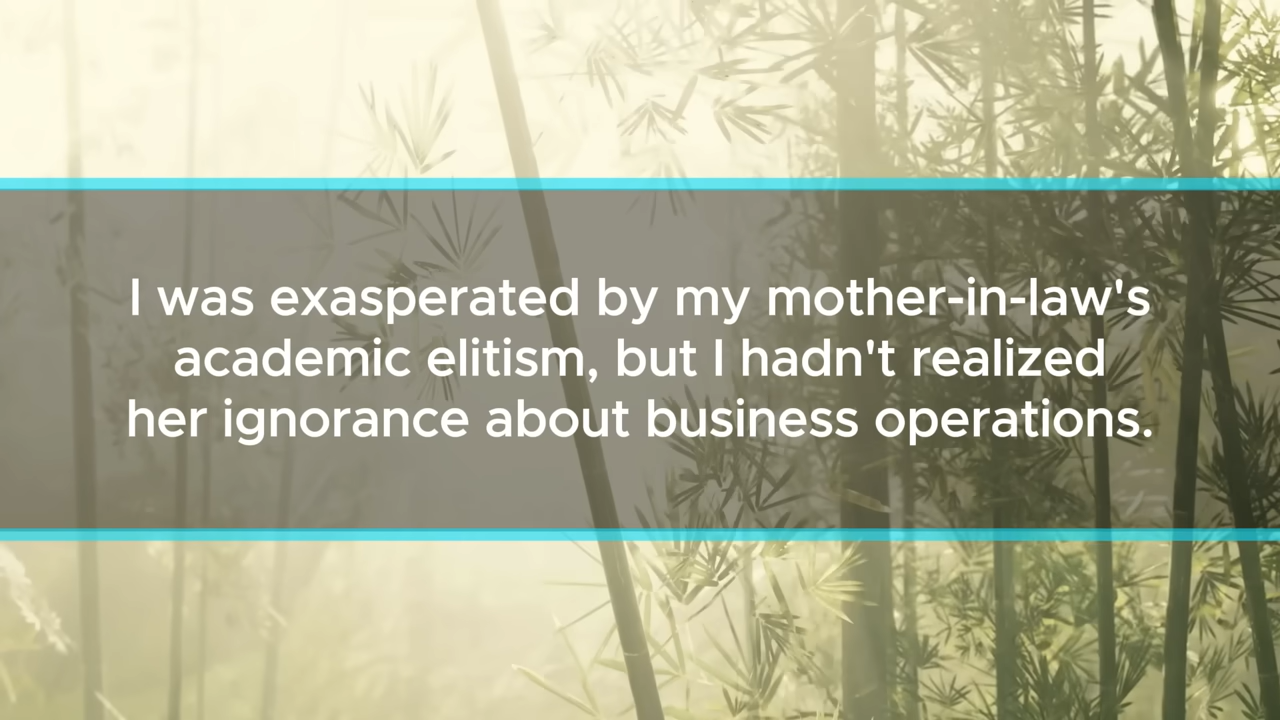 I was exasperated by my mother-in-law's
academic elitism, but I hadn't realized
her ignorance about business operations.